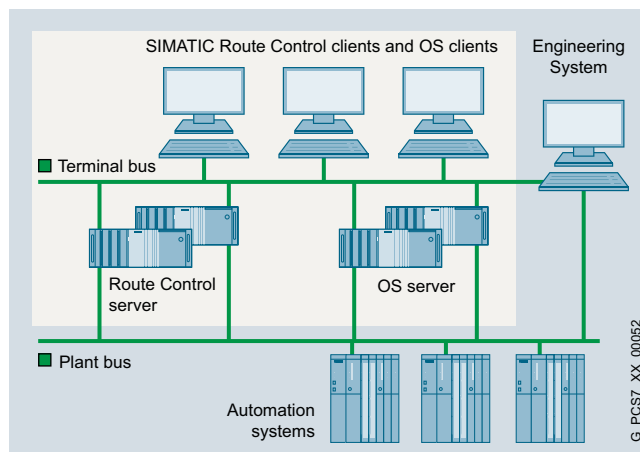 SIMATIC Route Control clients and OS clients
Engineering
System
Terminal bus
Route Control
server
OS server
Plant bus
Automation
systems
G_PCS7_XX_00052